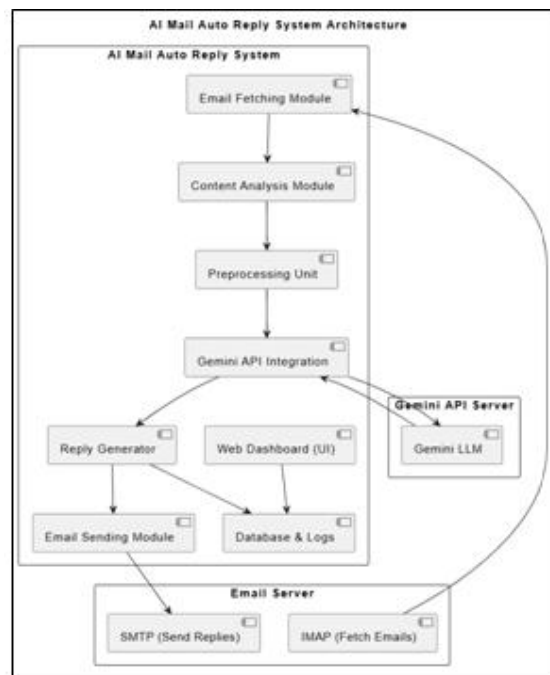 AI Mail Auto Reply System Architecture
AI Mail Auto Reply System
Email Fetching Module
Content Analysis Module
Preprocessing Unit
Gemini API Integration
Gemini API Server
Reply Generator
Web Dashboard (UI)
Gemini LLM
Email Sending Module
Database & Logs
Email Server
SMTP (Send Replies)
IMAP (Fetch Emails)